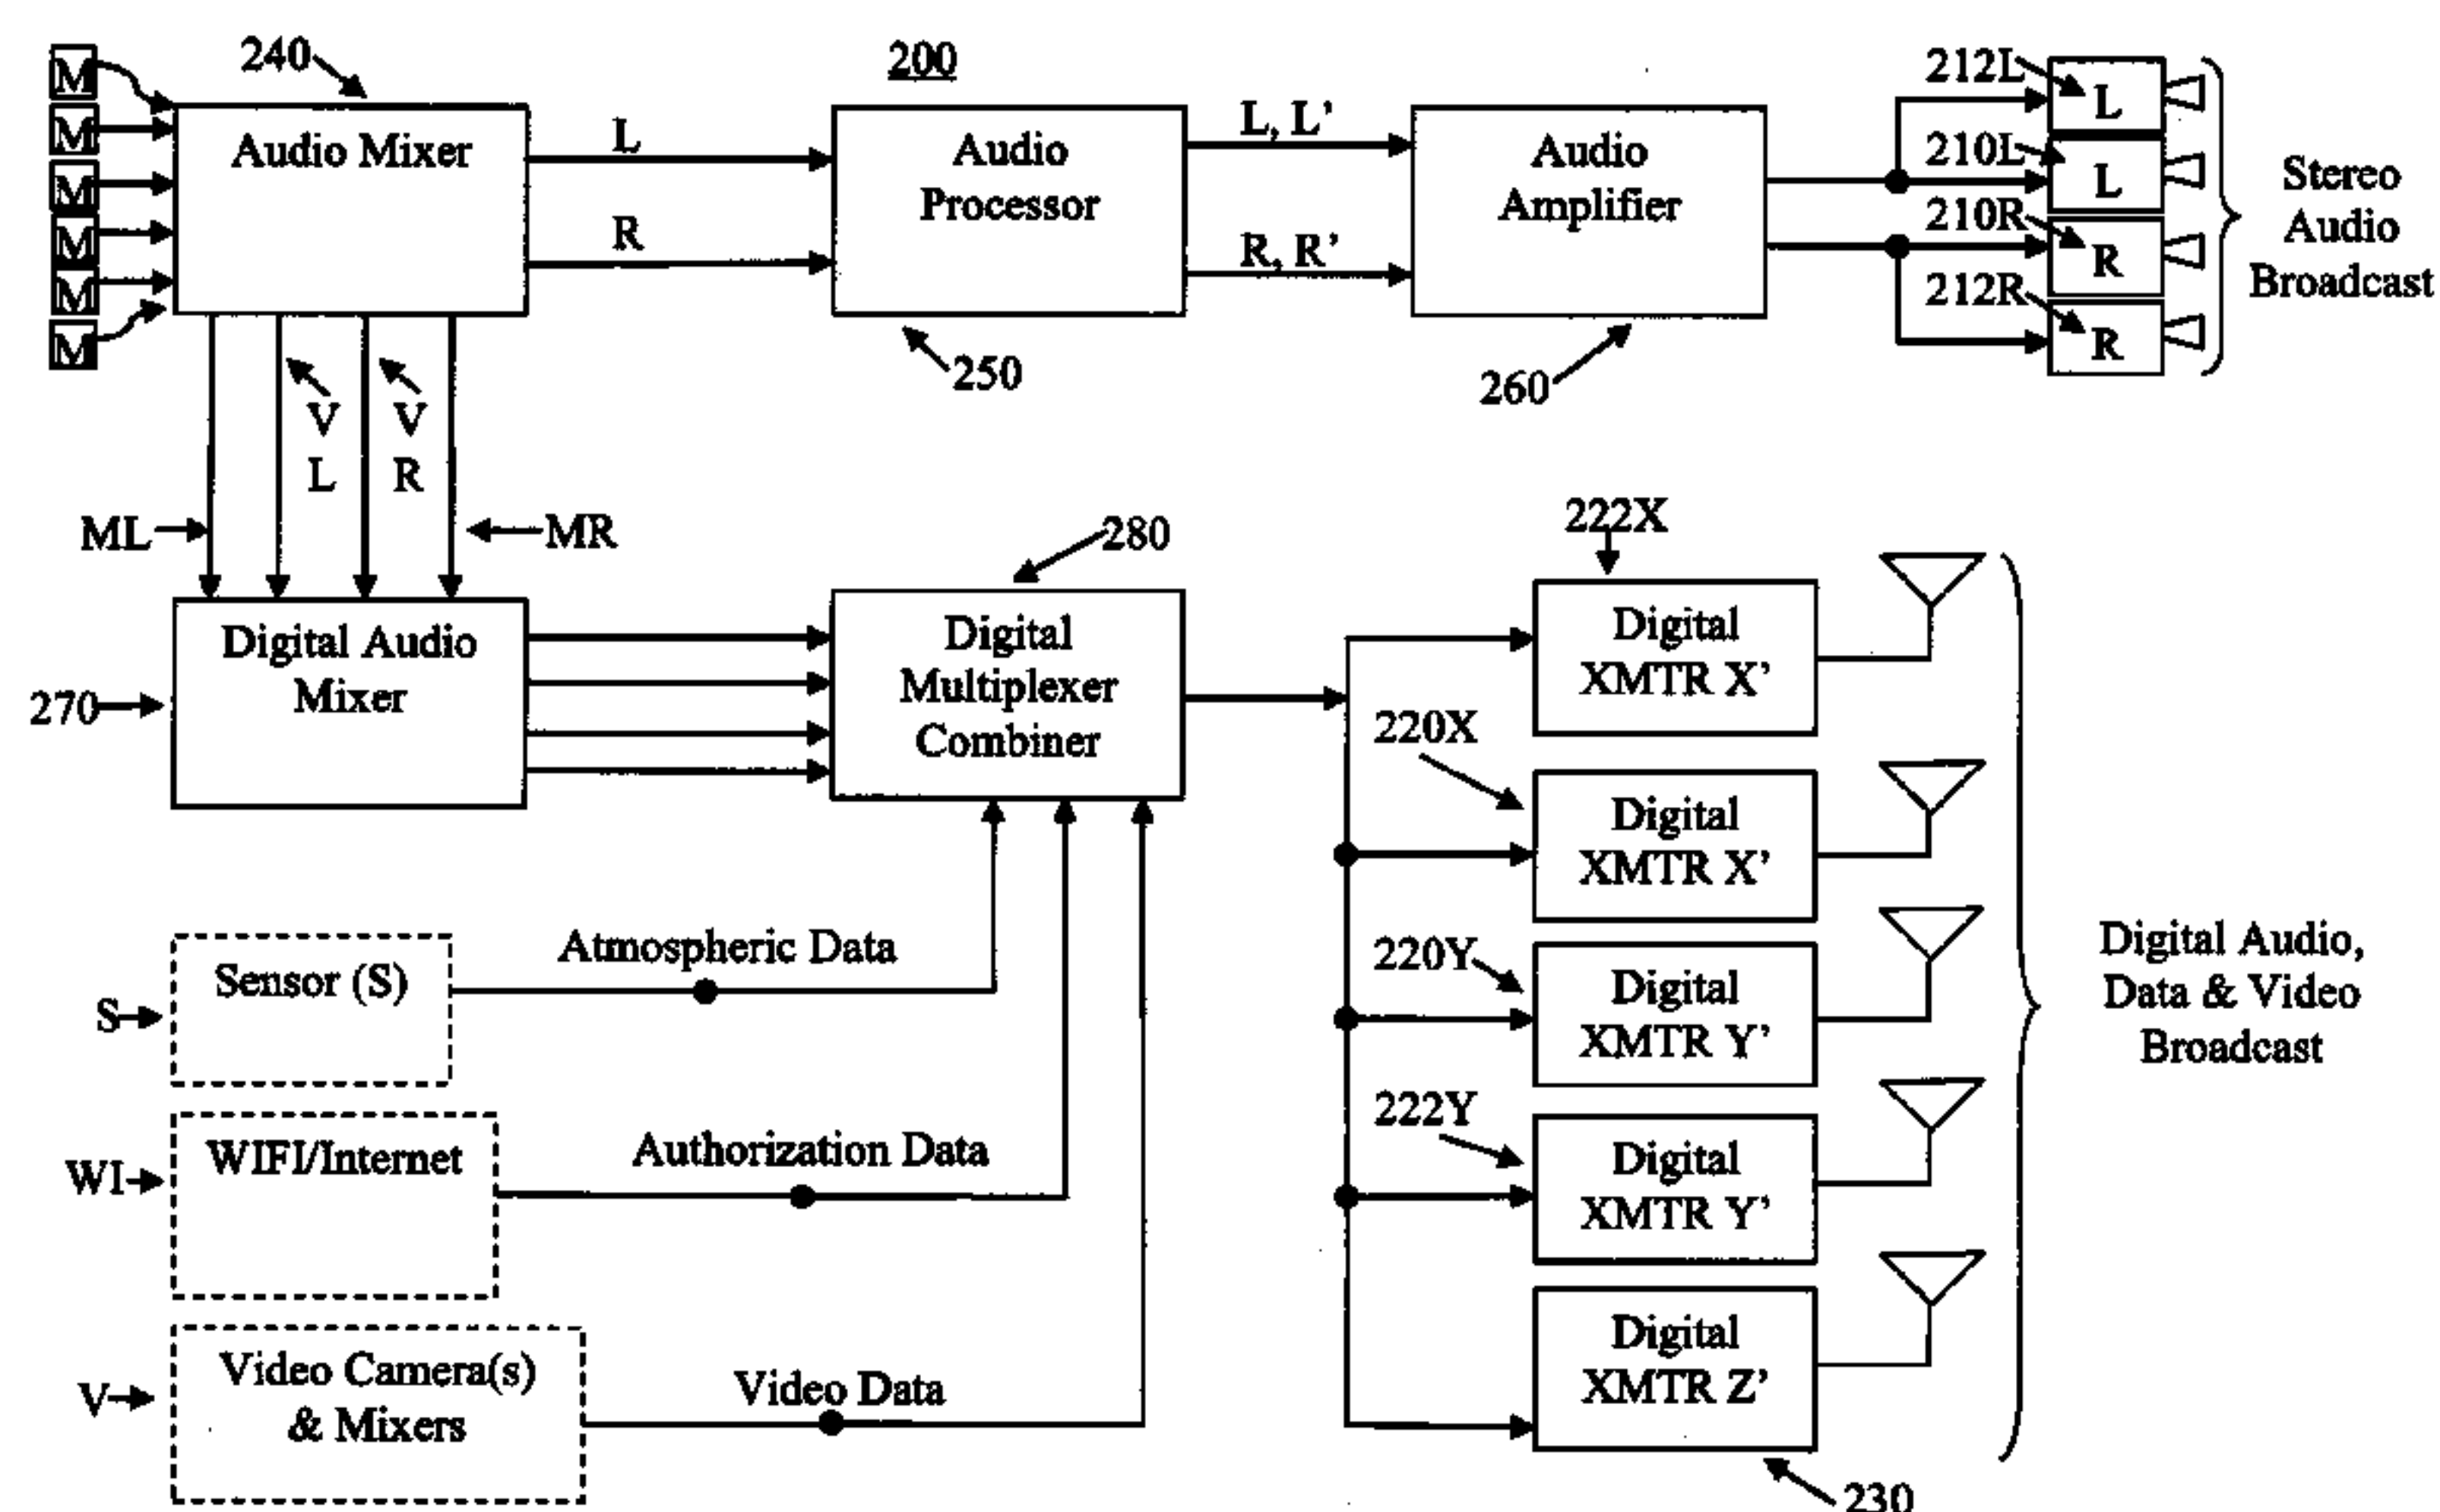 240
200
212L
M
M
M
M
M
M
Audio Mixer
L
R
Audio
Processor
L, L'
R, R'
Audio
Amplifier
210L
210R
212R
L
L
R
R
Stereo
Audio
Broadcast
250
260
V
L
V
R
ML
MR
280
222X
Digital Audio
Mixer
270
Digital
Multiplexer
Combiner
Digital
XMTR X'
220X
Digital
XMTR X'
220Y
Digital
XMTR Y'
222Y
Digital
XMTR Y'
Digital
XMTR Z'
230
Digital Audio,
Data & Video
Broadcast
S
Sensor (S)
Atmospheric Data
WI
WIFI/Internet
Authorization Data
V
Video Camera(s)
& Mixers
Video Data